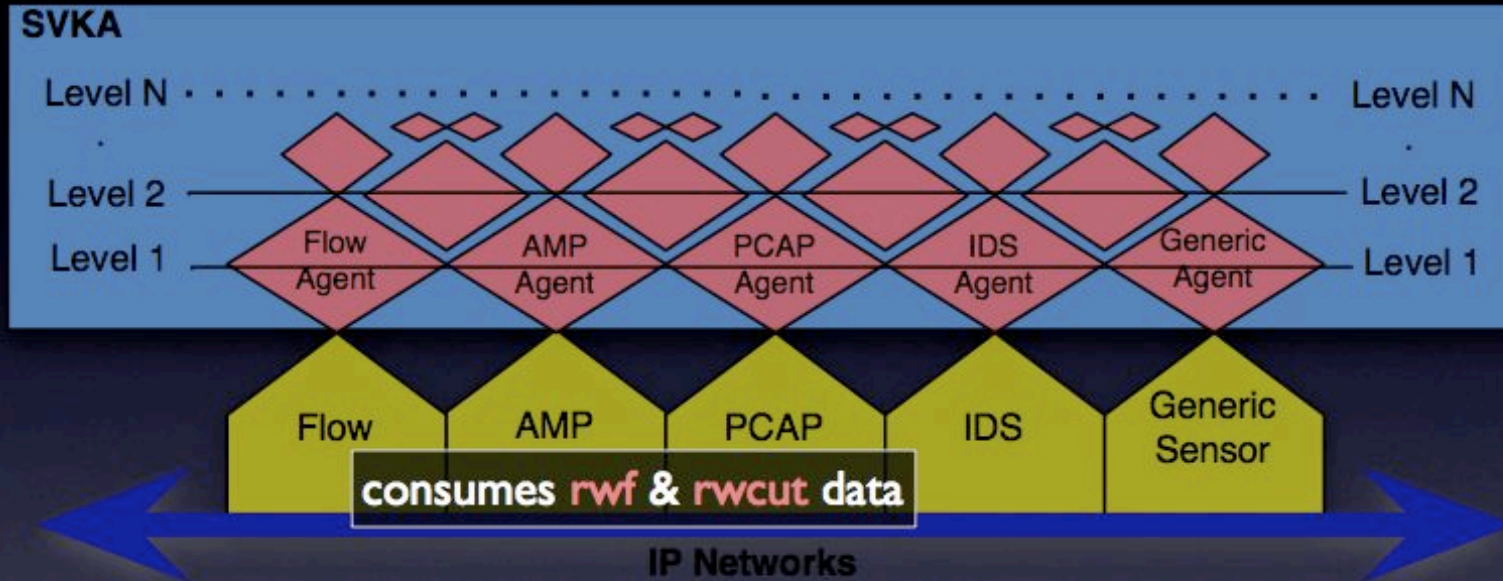 SVKA
Level N
Level N
Level 2
Level 2
Level 1
Level 1
Flow
Agent
AMP
Agent
PCAP
Agent
IDS
Agent
Generic
Agent
Flow
AMP
PCAP
IDS
Generic
Sensor
consumes rwf & rwcut data
IP Networks